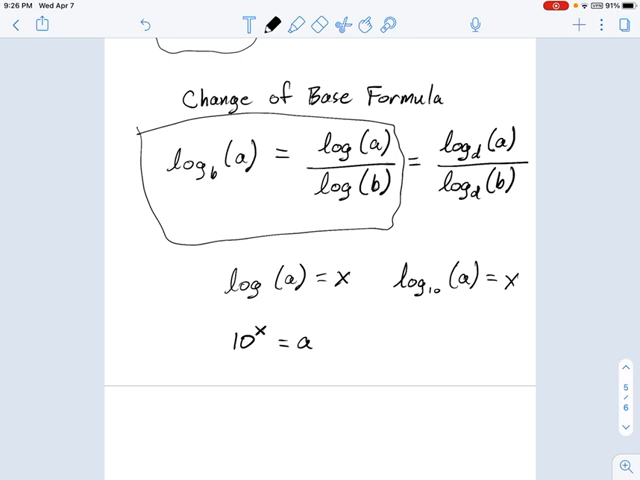 9:26 PM Wed Apr 7
VPN 91%
Change of Base Formula
log_b (a) = log (a) / log (b) = log_d (a) / log_d (b)
log (a) = x log_10 (a) = x
10^x = a
5
/
6